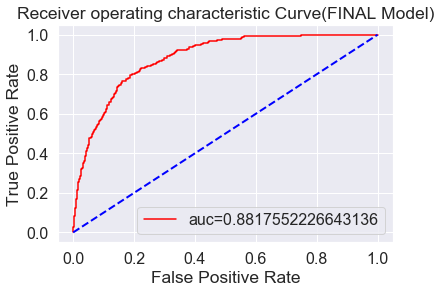 Receiver operating characteristic Curve(FINAL Model)
1.0
0.8
0.6
0.4
0.2
0.0
True Positive Rate
auc=0.8817552226643136
0.0 0.2 0.4 0.6 0.8 1.0
False Positive Rate